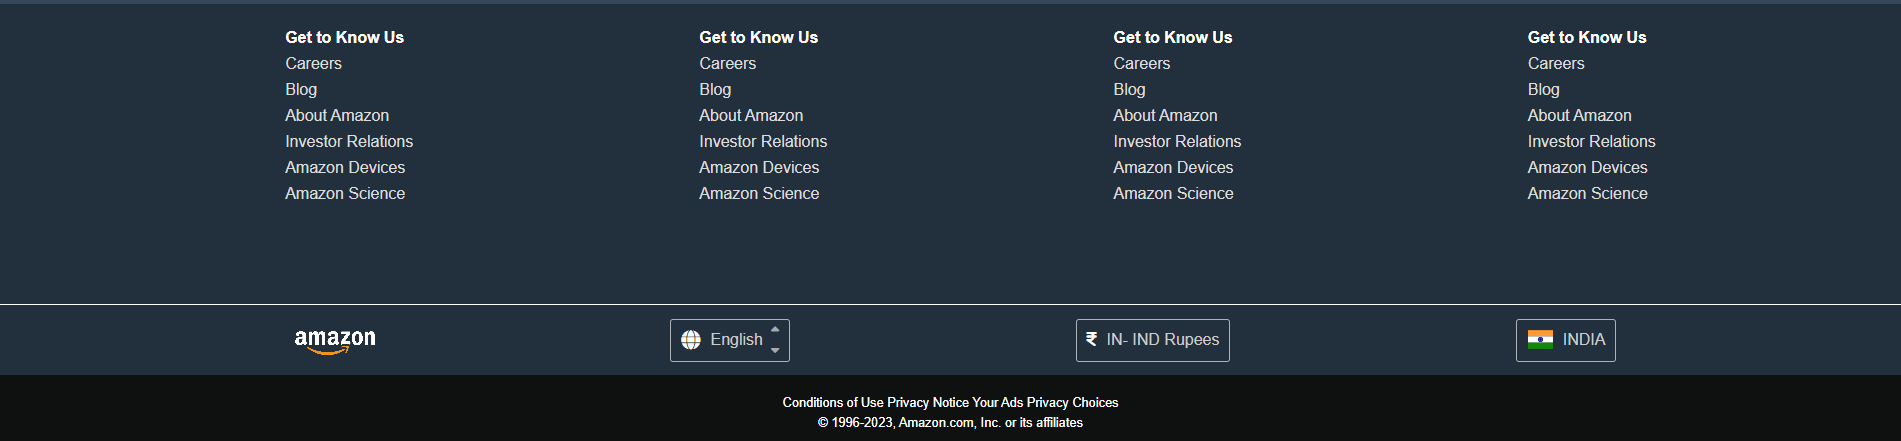 Get to Know Us
Careers
Blog
About Amazon
Investor Relations
Amazon Devices
Amazon Science
Get to Know Us
Careers
Blog
About Amazon
Investor Relations
Amazon Devices
Amazon Science
Get to Know Us
Careers
Blog
About Amazon
Investor Relations
Amazon Devices
Amazon Science
Get to Know Us
Careers
Blog
About Amazon
Investor Relations
Amazon Devices
Amazon Science
amazon
English
₹ IN- IND Rupees
INDIA
Conditions of Use Privacy Notice Your Ads Privacy Choices
© 1996-2023, Amazon.com, Inc. or its affiliates